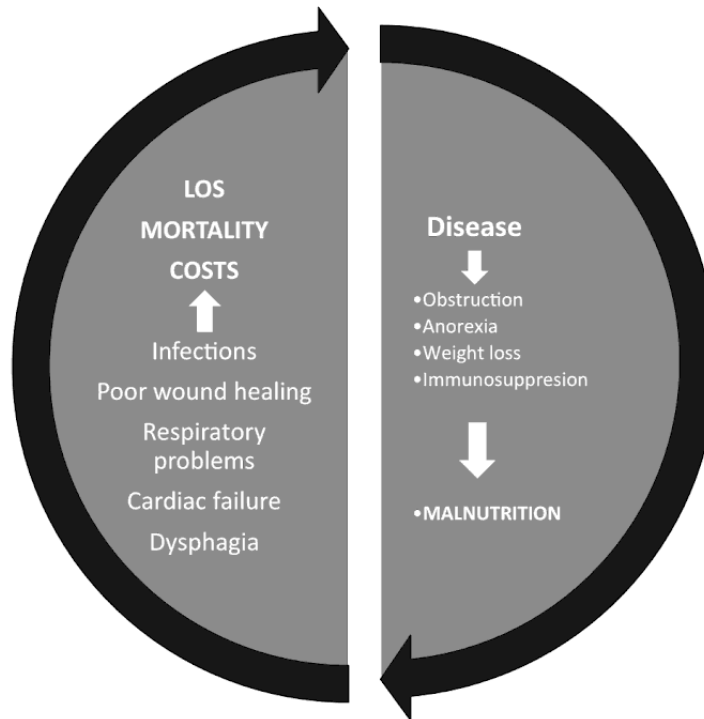 LOS
MORTALITY
COSTS
Infections
Poor wound healing
Respiratory
problems
Cardiac failure
Dysphagia
Disease
•Obstruction
•Anorexia
•Weight loss
•Immunosuppresion
•MALNUTRITION